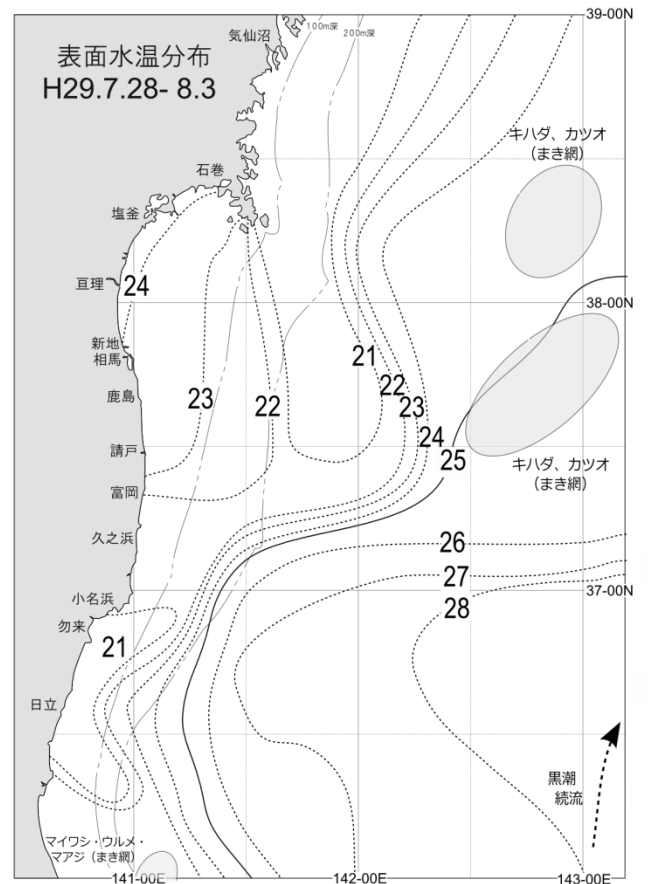 39-00N
気仙沼
100m深
200m深
表面水温分布
H29.7.28- 8.3
キハダ、カツオ
(まき網)
石巻
塩釜
亘理
24
38-00N
新地
相馬
21
鹿島
23
22
22
23
24
請戸
25
キハダ、カツオ
(まき網)
富岡
久之浜
26
27
37-00N
小名浜
28
勿来
21
日立
黒潮
続流
マイワシ・ウルメ・
マアジ(まき網)
141-00E
142-00E
143-00E